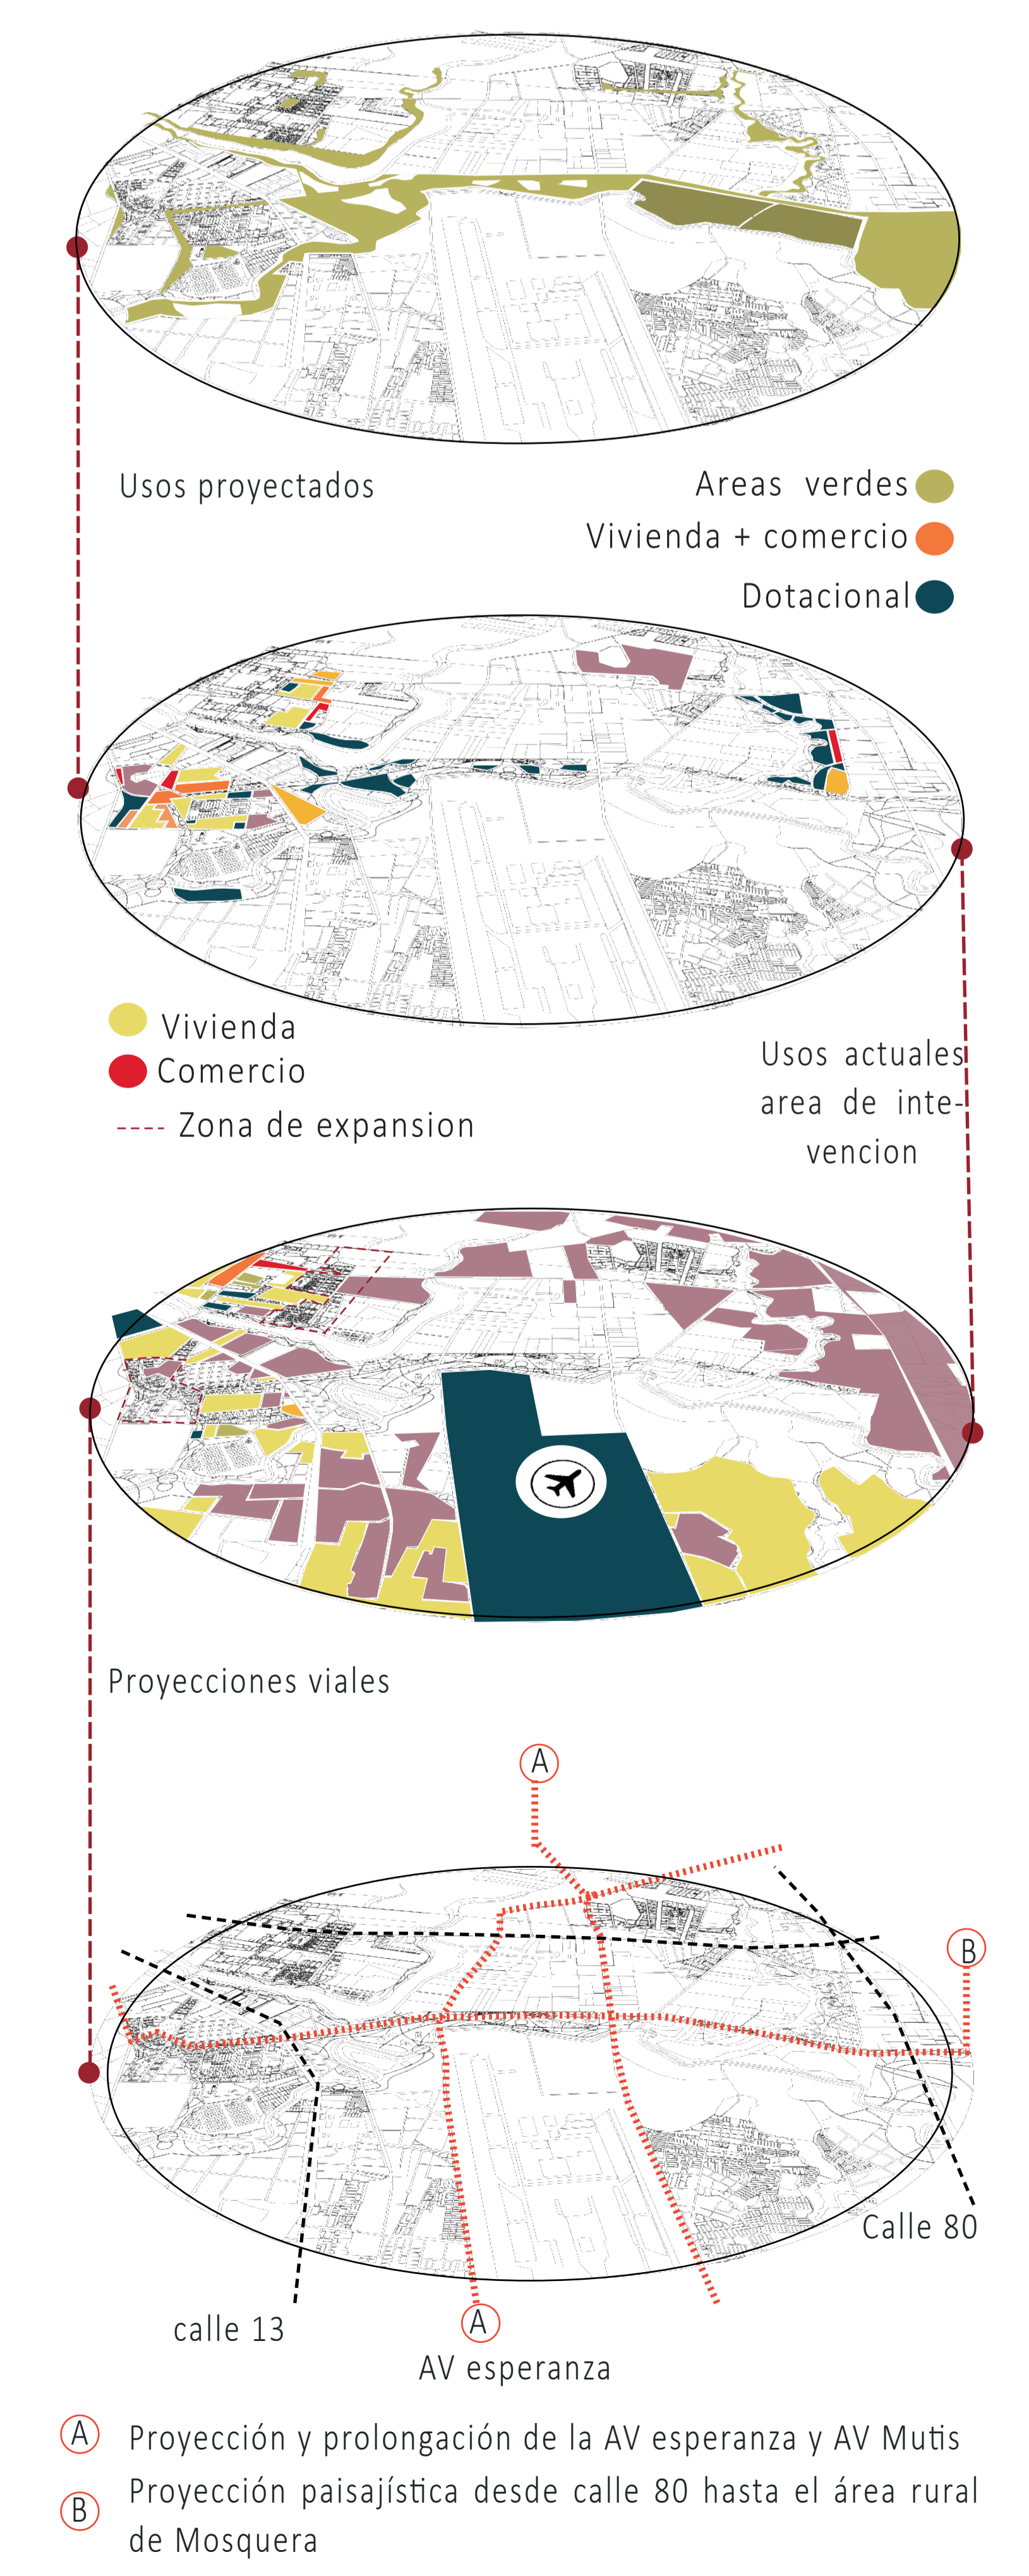 Usos proyectados
Areas verdes
Vivienda + comercio
Dotacional
Vivienda
Comercio
Zona de expansion
Usos actuales
area de inte-
vencion
Proyecciones viales
A
B
Calle 80
calle 13
A
AV esperanza
A Proyección y prolongación de la AV esperanza y AV Mutis
B Proyección paisajística desde calle 80 hasta el área rural
de Mosquera